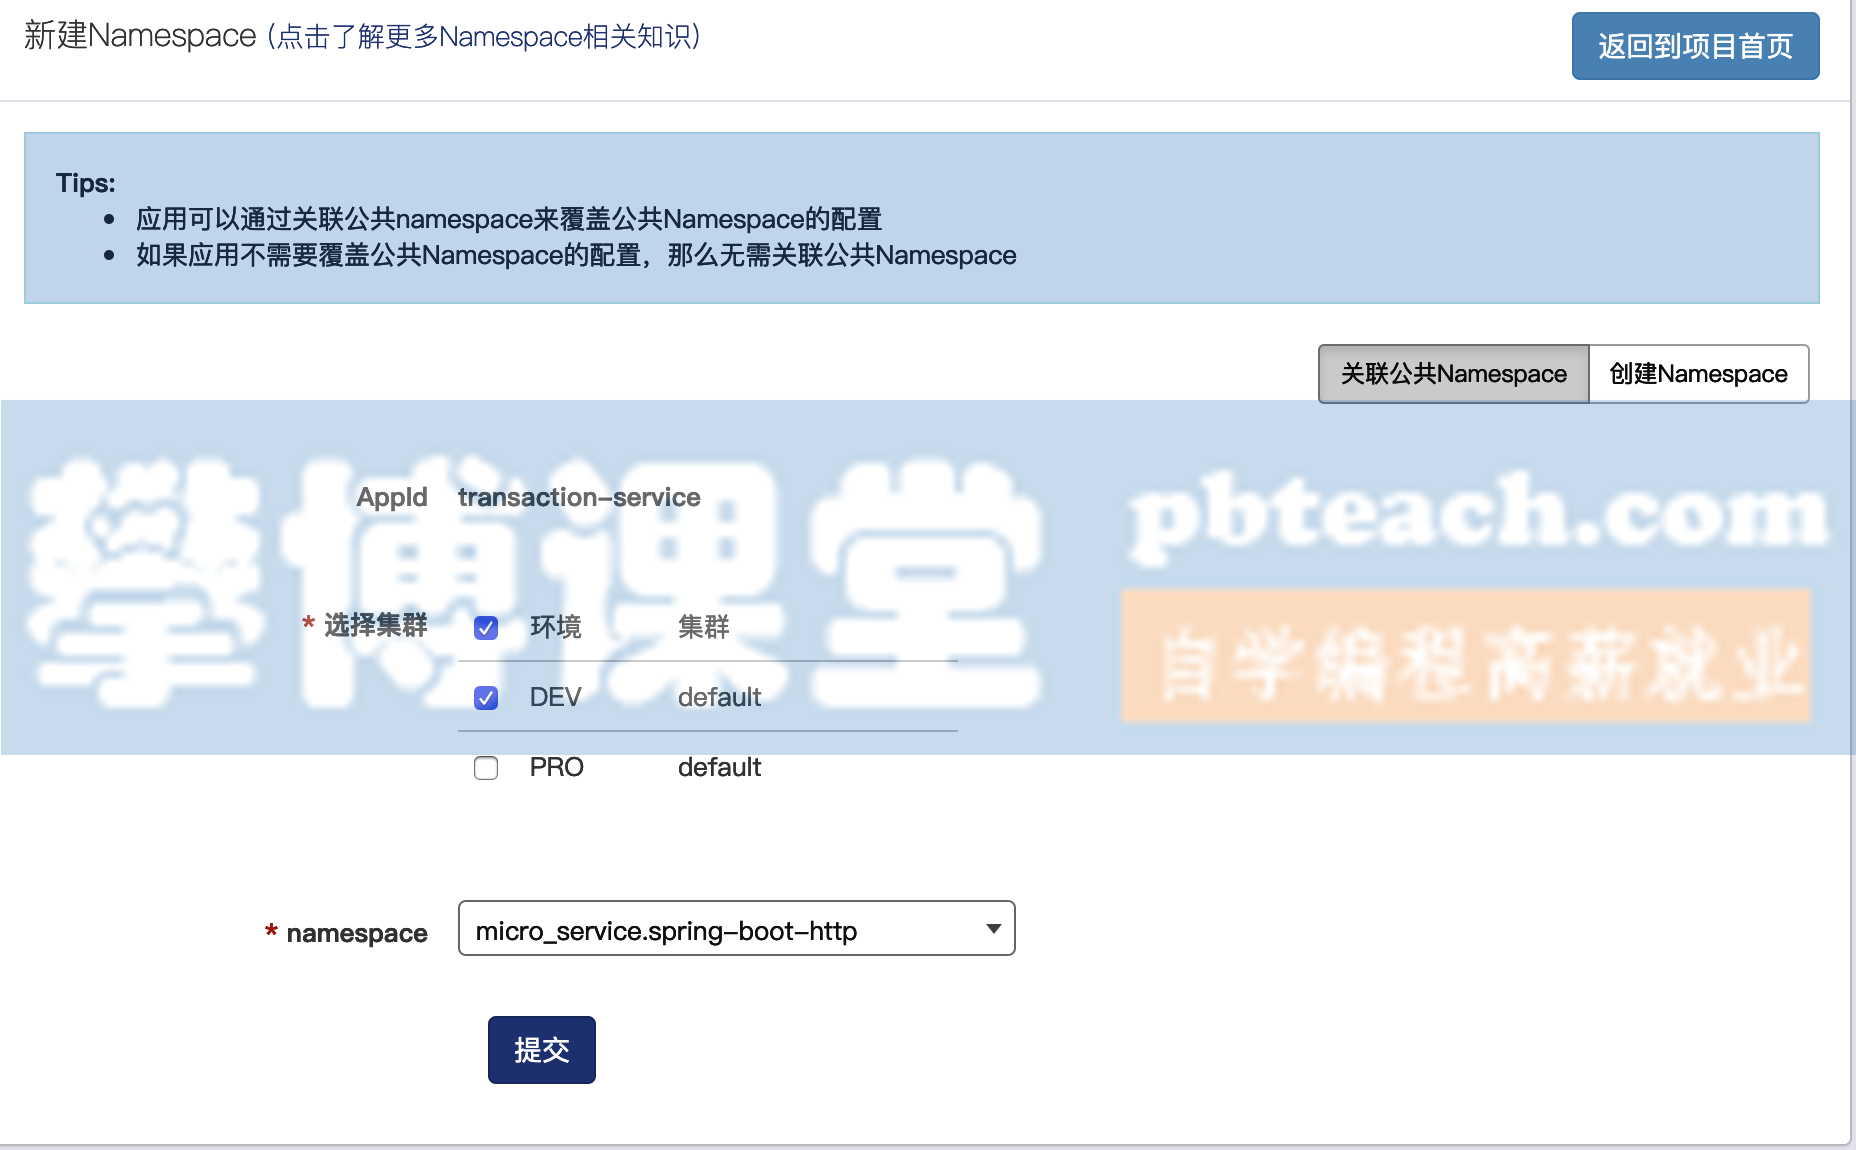 新建Namespace (点击了解更多Namespace相关知识)
返回到项目首页
Tips:
应用可以通过关联公共namespace来覆盖公共Namespace的配置
如果应用不需要覆盖公共Namespace的配置，那么无需关联公共Namespace
关联公共Namespace 创建Namespace
攀博课堂 pbteach.com
自学编程高薪就业
AppId transaction-service
* 选择集群 环境 集群
DEV default
PRO default
* namespace micro_service.spring-boot-http
提交